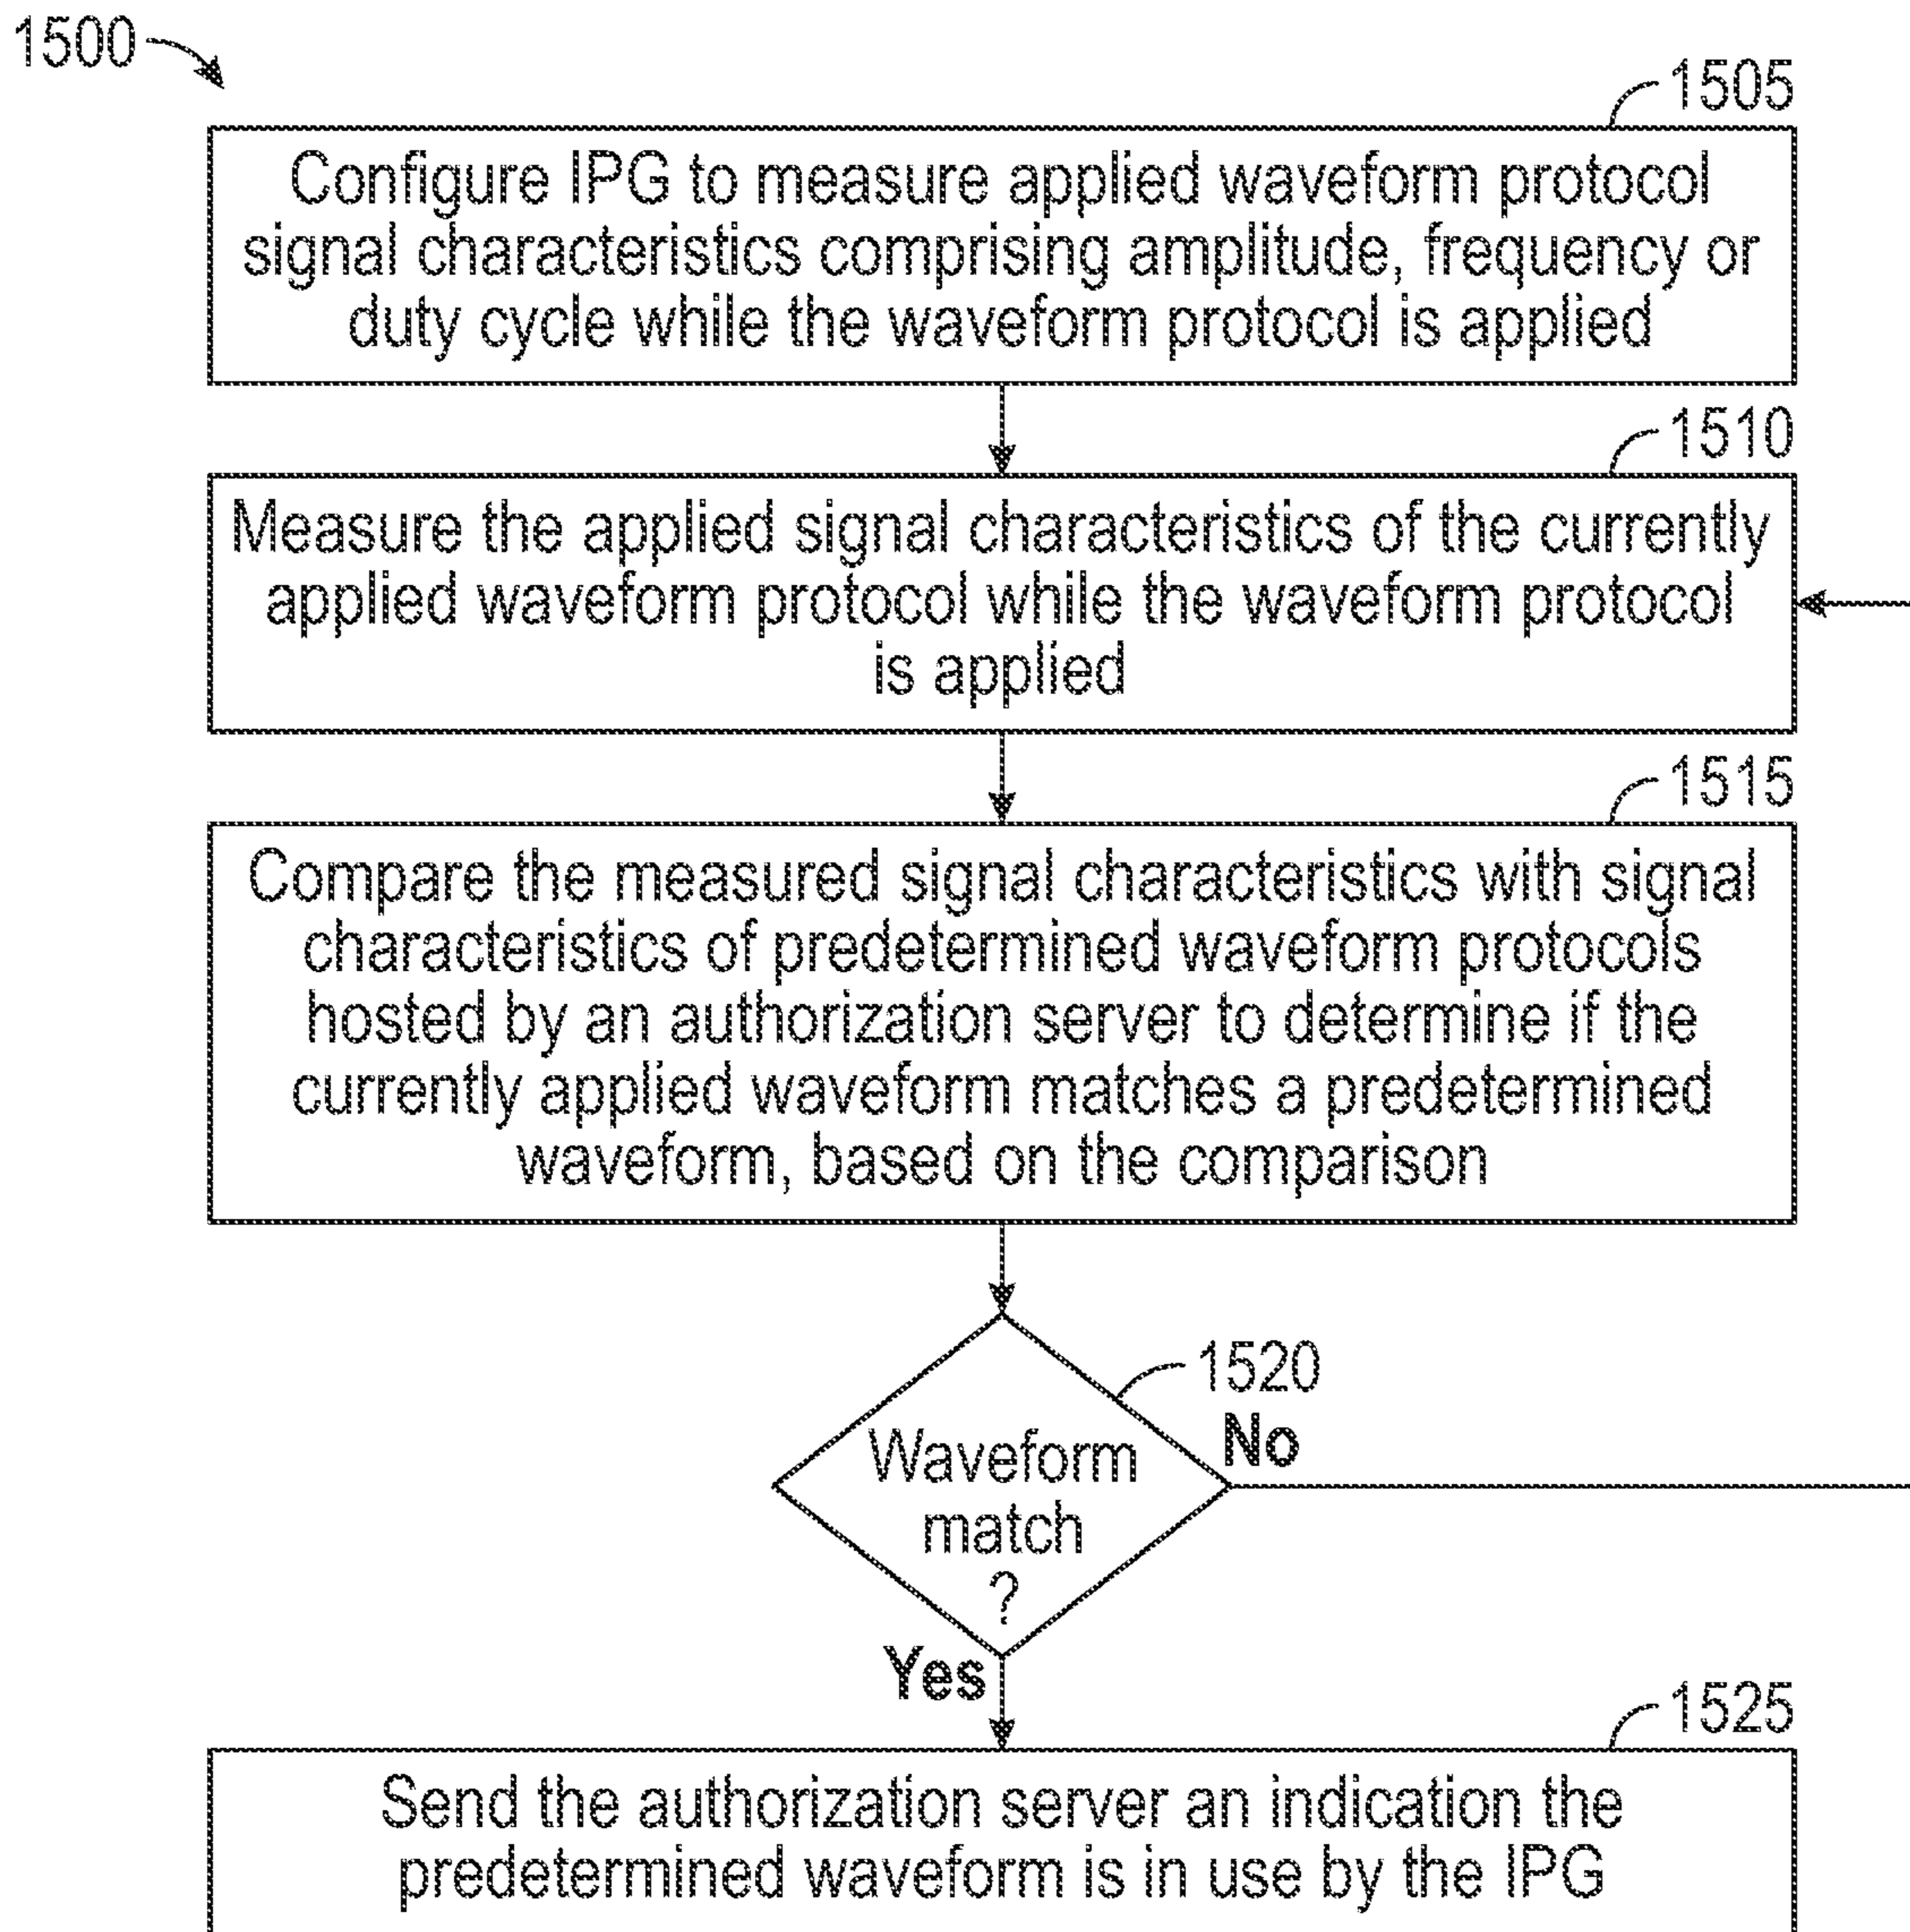 1500
1505
Configure IPG to measure applied waveform protocol
signal characteristics comprising amplitude, frequency or
duty cycle while the waveform protocol is applied
1510
Measure the applied signal characteristics of the currently
applied waveform protocol while the waveform protocol
is applied
1515
Compare the measured signal characteristics with signal
characteristics of predetermined waveform protocols
hosted by an authorization server to determine if the
currently applied waveform matches a predetermined
waveform, based on the comparison
1520
No
Waveform
match
?
Yes
1525
Send the authorization server an indication the
predetermined waveform is in use by the IPG